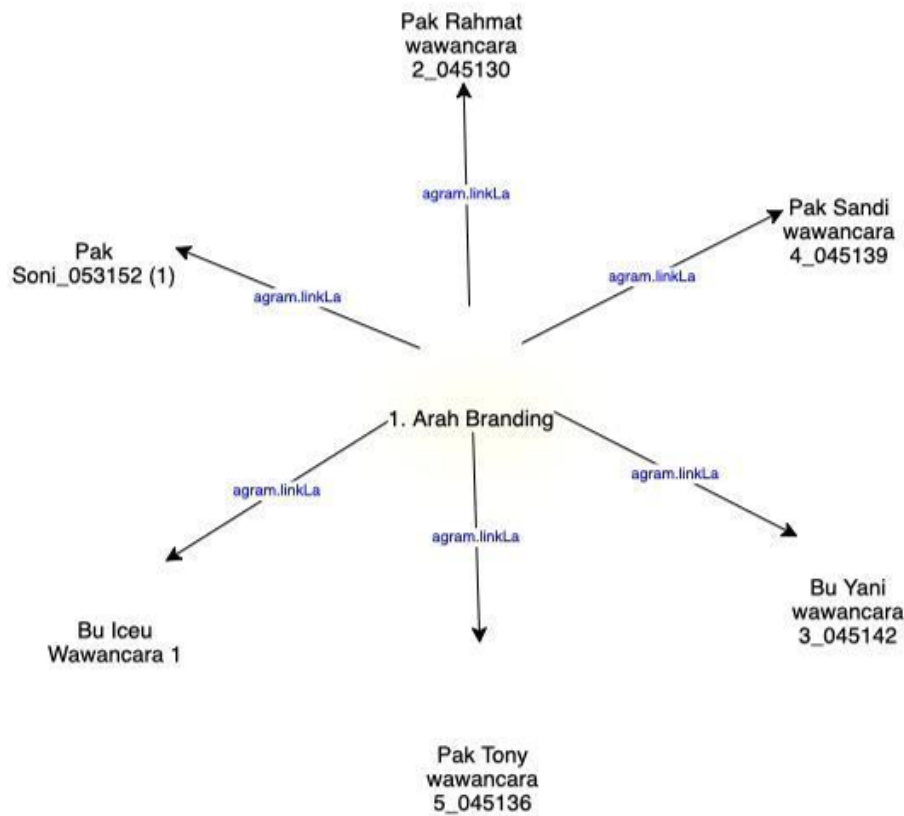 Pak Rahmat
wawancara
2_045130
agram.linkLa
Pak Sandi
wawancara
4_045139
agram.linkLa
Pak
Soni_053152 (1)
agram.linkLa
1. Arah Branding
agram.linkLa
agram.linkLa
agram.linkLa
Bu Iceu
Wawancara 1
Bu Yani
wawancara
3_045142
Pak Tony
wawancara
5_045136